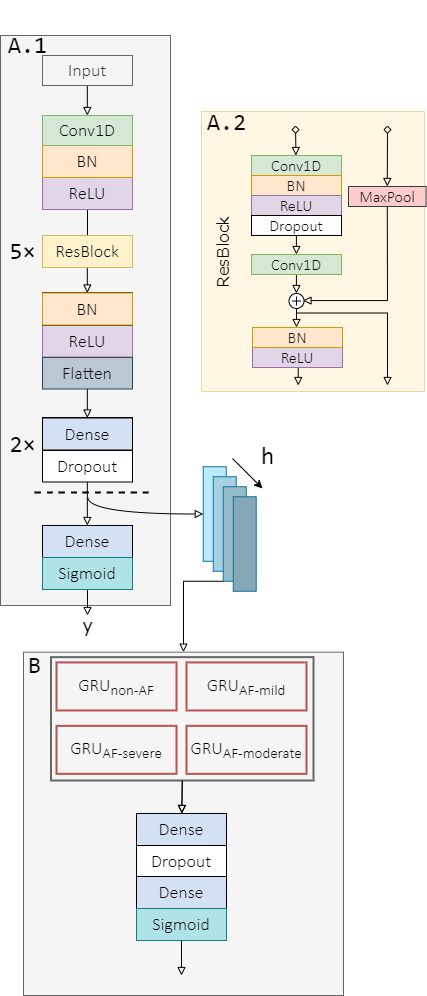 A.1
Input
Conv1D
BN
ReLU
5×
ResBlock
BN
ReLU
Flatten
2×
Dense
Dropout
Dense
Sigmoid
y
A.2
ResBlock
Conv1D
BN
ReLU
Dropout
Conv1D
+
BN
ReLU
MaxPool
h
B
GRUnon-AF
GRUAF-mild
GRUAF-severe
GRUAF-moderate
Dense
Dropout
Dense
Sigmoid